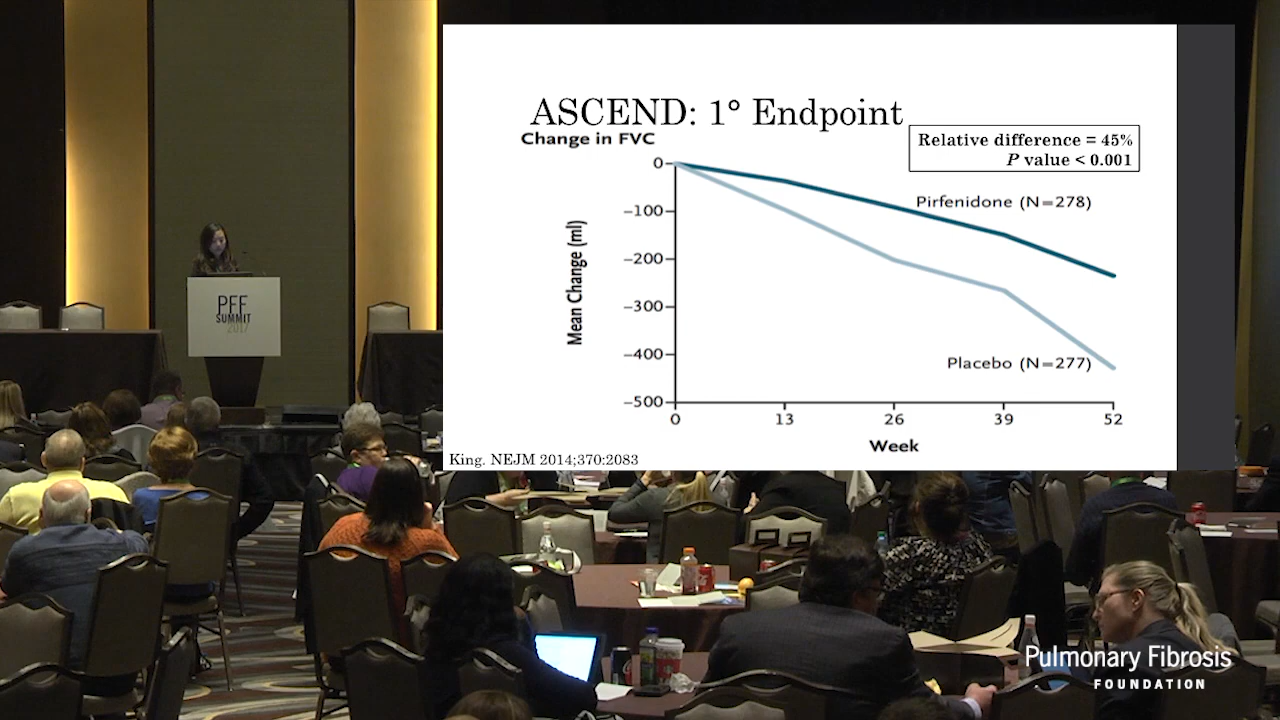 ASCEND: 1° Endpoint
Change in FVC
Relative difference = 45%
P value < 0.001
0
−100
−200
−300
−400
−500
Mean Change (ml)
Pirfenidone (N=278)
Placebo (N=277)
0 13 26 39 52
Week
King. NEJM 2014;370:2083
PFF
SUMMIT
2017
Pulmonary Fibrosis
FOUNDATION